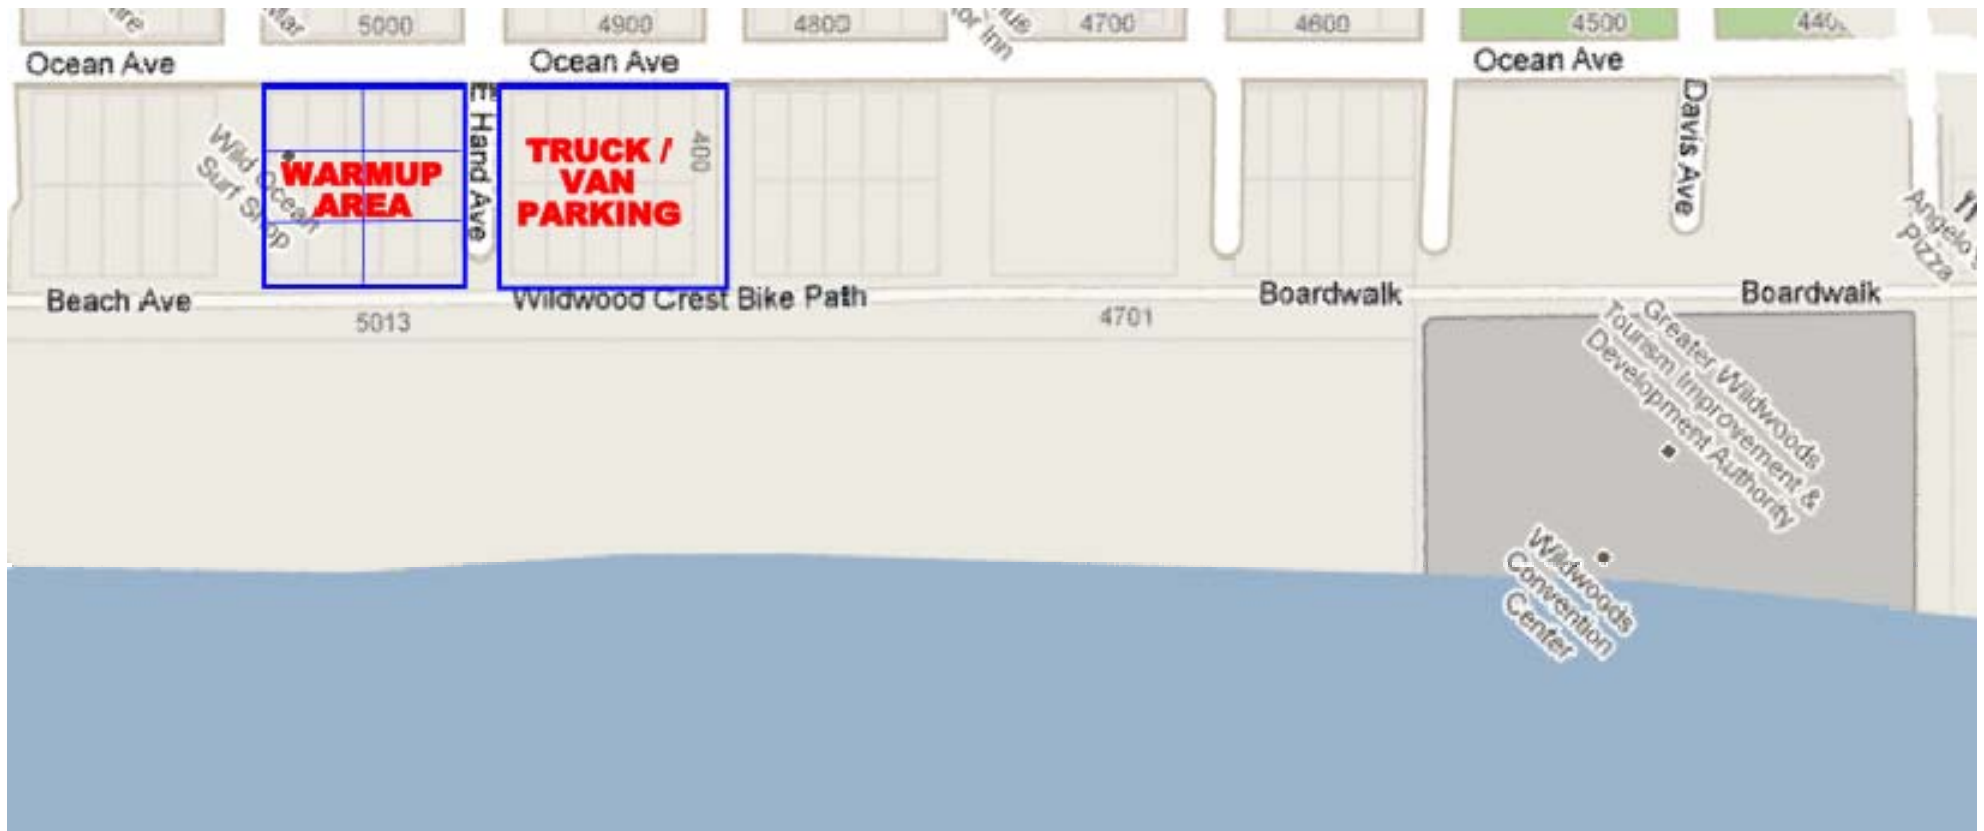 5000
4900
4800
4700
4600
4500
Inn
Ocean Ave
Ocean Ave
Ocean Ave
E Hand Ave
400
Davis Ave
Wild Ocean
Surf Shop
WARMUP
AREA
TRUCK /
VAN
PARKING
Angelo's
Pizza
Beach Ave
Wildwood Crest Bike Path
Boardwalk
Boardwalk
5013
4701
Greater Wildwoods
Tourism Improvement &
Development Authority
Wildwoods
Convention
Center